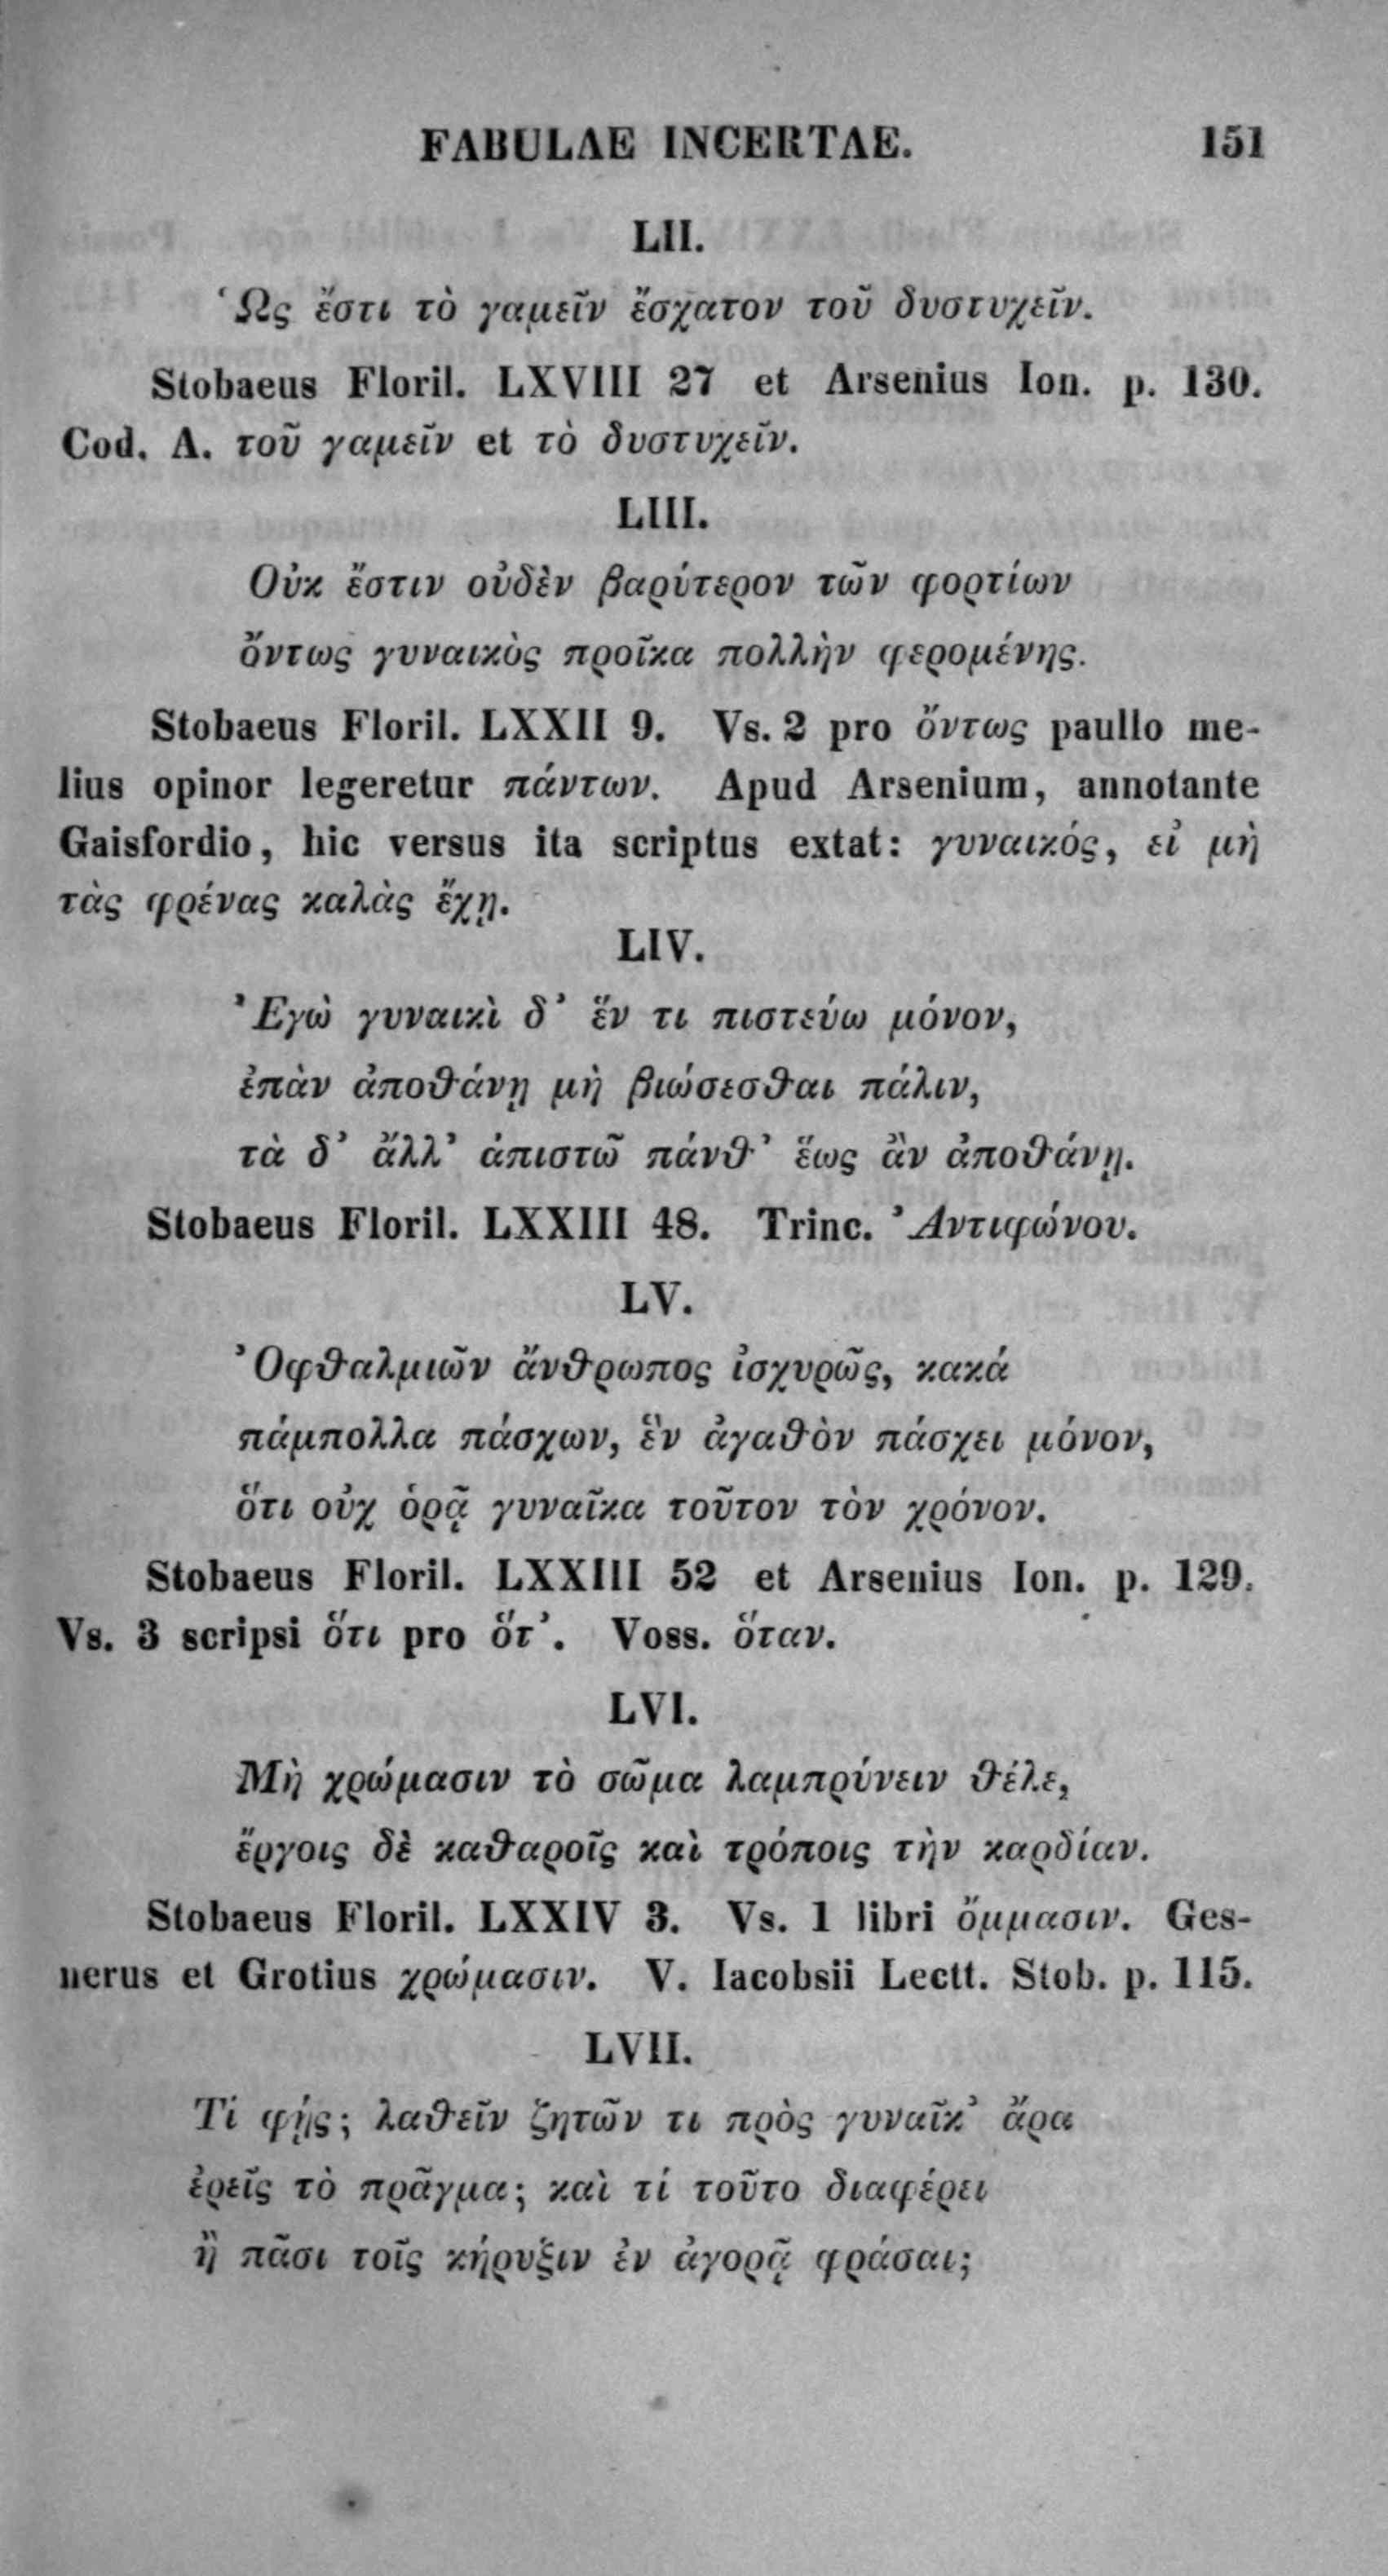 FABULAE INCERTAE. 151
LII.
Ὡς ἔστι τὸ γαμεῖν ἔσχατον τοῦ δυστυχεῖν.
Stobaeus Floril. LXVIII 27 et Arsenius Ion. p. 130.
Cod. A. τοῦ γαμεῖν et τὸ δυστυχεῖν.
LIII.
Οὐκ ἔστιν οὐδὲν βαρύτερον τῶν φορτίων
ὄντως γυναικὸς προῖκα πολλὴν φερομένης.
Stobaeus Floril. LXXII 9. Vs. 2 pro ὄντως paullo me-
lius opinor legeretur πάντων. Apud Arsenium, annotante
Gaisfordio, hic versus ita scriptus extat: γυναικός, εἰ μὴ
τὰς φρένας καλὰς ἔχῃ.
LIV.
Ἐγὼ γυναικὶ δ’ ἕν τι πιστεύω μόνον,
ἐπὰν ἀποθάνῃ μὴ βιώσεσθαι πάλιν,
τὰ δ’ ἄλλ’ ἀπιστῶ πάνθ’ ἕως ἂν ἀποθάνῃ.
Stobaeus Floril. LXXIII 48. Trinc. Ἀντιφώνου.
LV.
Ὀφθαλμιῶν ἄνθρωπος ἰσχυρῶς, κακά
πάμπολλα πάσχων, ἓν ἀγαθὸν πάσχει μόνον,
ὅτι οὐχ ὁρᾷ γυναῖκα τοῦτον τὸν χρόνον.
Stobaeus Floril. LXXIII 52 et Arsenius Ion. p. 129.
Vs. 3 scripsi ὅτι pro ὅτ’. Voss. ὅταν.
LVI.
Μὴ χρώμασιν τὸ σῶμα λαμπρύνειν θέλε,
ἔργοις δὲ καθαροῖς καὶ τρόποις τὴν καρδίαν.
Stobaeus Floril. LXXIV 3. Vs. 1 libri ὄμμασιν. Ges-
nerus et Grotius χρώμασιν. V. Iacobsii Lectt. Stob. p. 115.
LVII.
Τί φῄς; λαθεῖν ζητῶν τι πρὸς γυναῖκ’ ἄρα
ἐρεῖς τὸ πρᾶγμα; καὶ τί τοῦτο διαφέρει
ἢ πᾶσι τοῖς κήρυξιν ἐν ἀγορᾷ φράσαι;